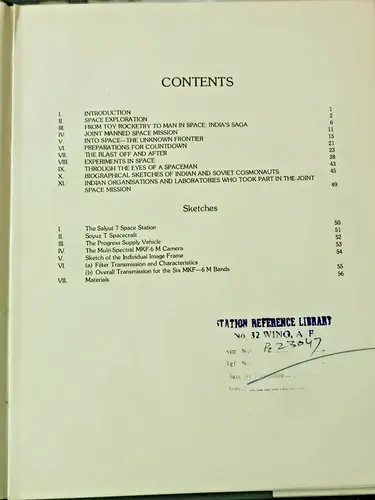 CONTENTS
I. INTRODUCTION 1
II. SPACE EXPLORATION 2
III. FROM TOY ROCKETRY TO MAN IN SPACE: INDIA'S SAGA 6
IV. JOINT MANNED SPACE MISSION 11
V. INTO SPACE—THE UNKNOWN FRONTIER 15
VI. PREPARATIONS FOR COUNTDOWN 21
VII. THE BLAST OFF AND AFTER 23
VIII. EXPERIMENTS IN SPACE 38
IX. THROUGH THE EYES OF A SPACEMAN 43
X. BIOGRAPHICAL SKETCHES OF INDIAN AND SOVIET COSMONAUTS 45
XI. INDIAN ORGANISATIONS AND LABORATORIES WHO TOOK PART IN THE JOINT
SPACE MISSION 49
Sketches
I. The Salyut 7 Space Station 50
II. Soyuz T Spacecraft 51
III. The Progress Supply Vehicle 52
IV. The Multi-Spectral MKF-6 M Camera 53
V. Sketch of the Individual Image Frame 54
VI. (a) Filter Transmission and Characteristics 55
(b) Overall Transmission for the Six MKF—6 M Bands 56
VII. Materials
STATION REFERENCE LIBRARY
No. 32 WING, A. F.
No.